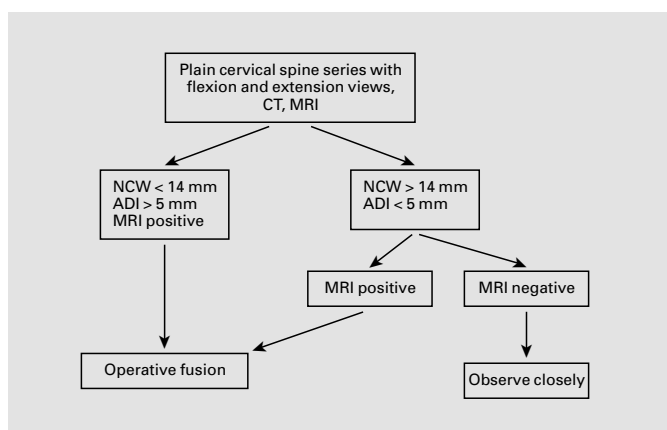 Plain cervical spine series with
flexion and extension views,
CT, MRI
NCW < 14 mm
ADI > 5 mm
MRI positive
NCW > 14 mm
ADI < 5 mm
MRI positive
MRI negative
Operative fusion
Observe closely